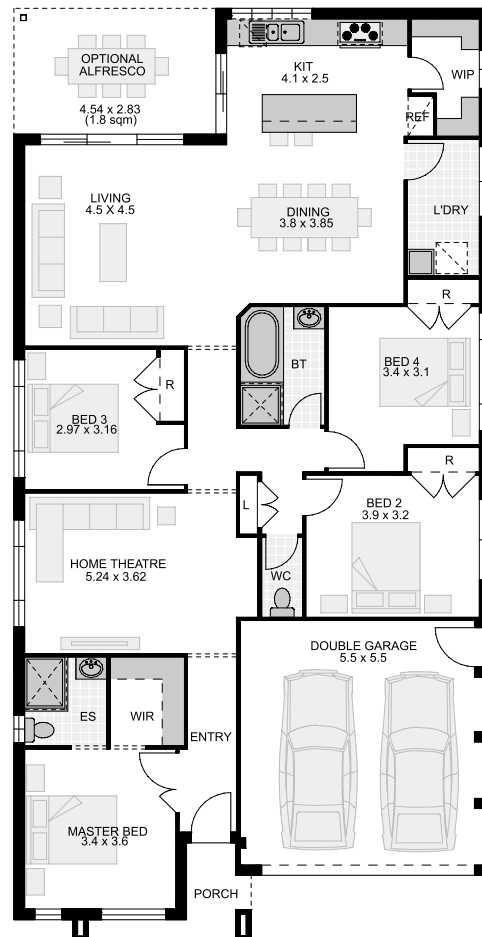 OPTIONAL
ALFRESCO
4.54 x 2.83
(1.8 sqm)
KIT
4.1 x 2.5
WIP
REF
LIVING
4.5 X 4.5
DINING
3.8 x 3.85
L'DRY
R
BT
BED 4
3.4 x 3.1
R
BED 3
2.97 x 3.16
R
L
BED 2
3.9 x 3.2
HOME THEATRE
5.24 x 3.62
WC
DOUBLE GARAGE
5.5 x 5.5
ES
WIR
ENTRY
MASTER BED
3.4 x 3.6
PORCH